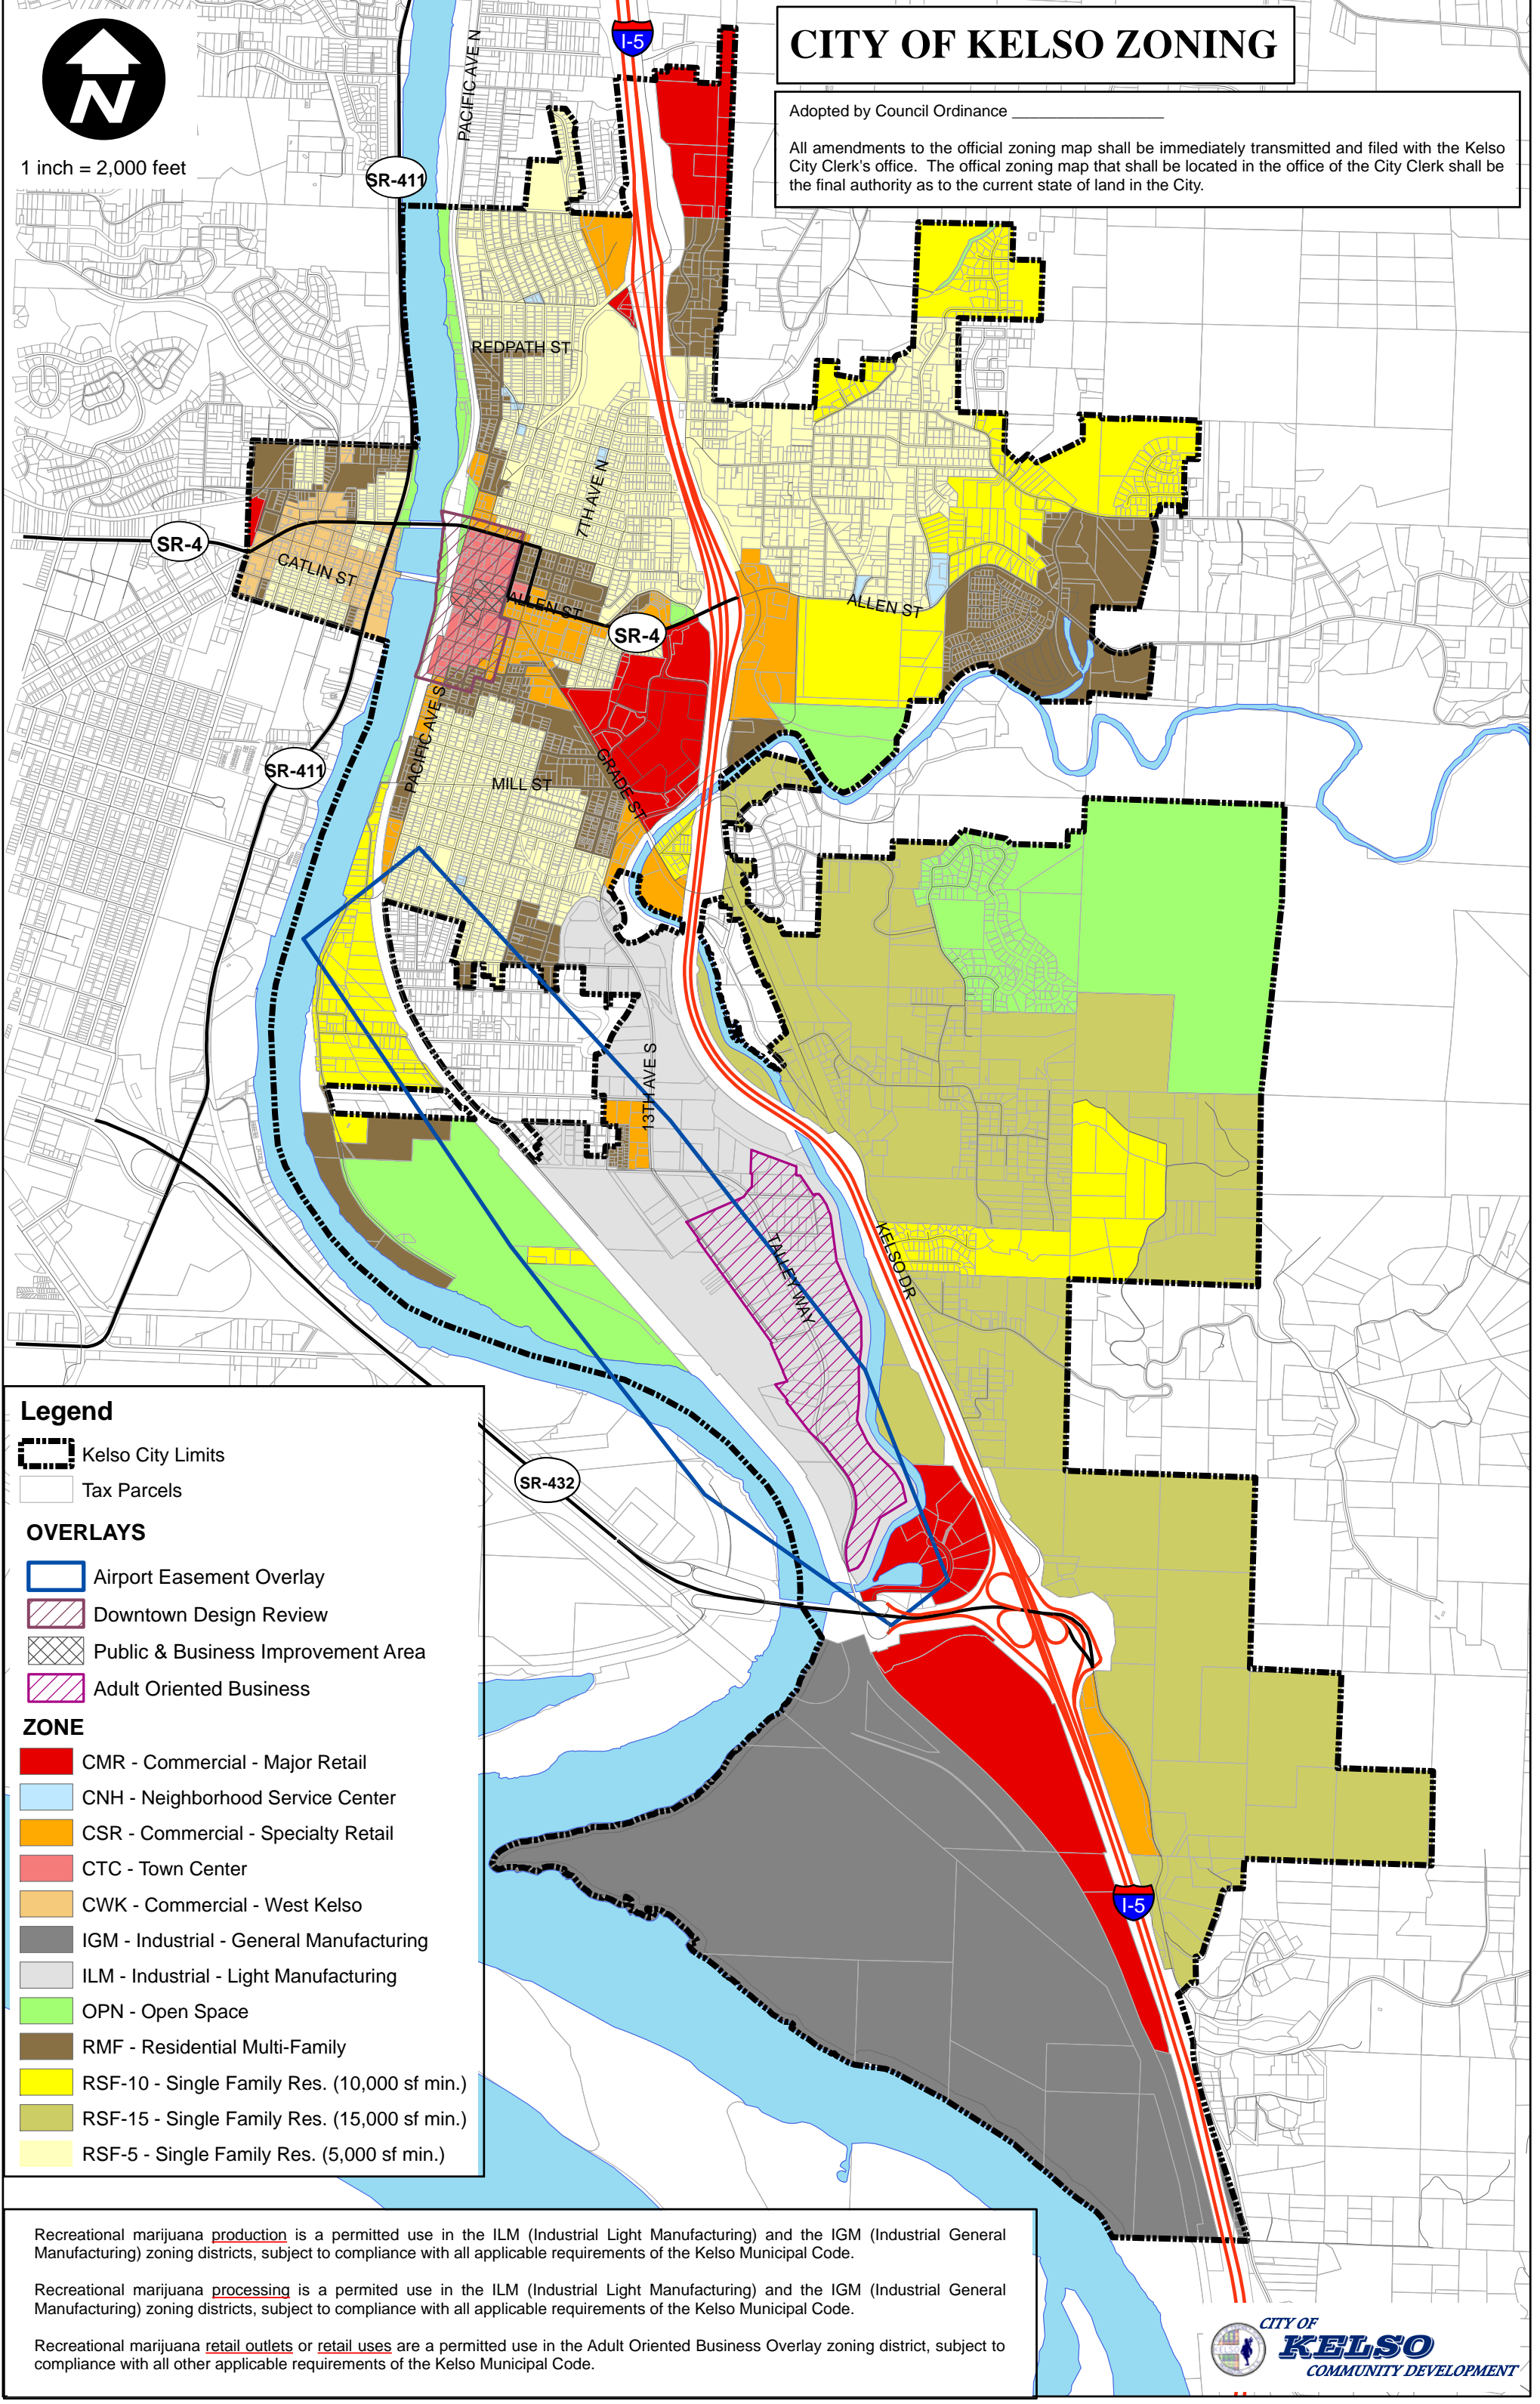 CITY OF KELSO ZONING
Adopted by Council Ordinance __________________
All amendments to the official zoning map shall be immediately transmitted and filed with the Kelso
City Clerk's office. The offical zoning map that shall be located in the office of the City Clerk shall be
the final authority as to the current state of land in the City.
N
1 inch = 2,000 feet
I-5
PACIFIC AVE N
SR-411
REDPATH ST
7TH AVE N
SR-4
CATLIN ST
ALLEN ST
ALLEN ST
SR-4
PACIFIC AVE S
SR-411
MILL ST
GRADE ST
13TH AVE S
TALLEY WAY
KELSO DR
SR-432
I-5
Legend
Kelso City Limits
Tax Parcels
OVERLAYS
Airport Easement Overlay
Downtown Design Review
Public & Business Improvement Area
Adult Oriented Business
ZONE
CMR - Commercial - Major Retail
CNH - Neighborhood Service Center
CSR - Commercial - Specialty Retail
CTC - Town Center
CWK - Commercial - West Kelso
IGM - Industrial - General Manufacturing
ILM - Industrial - Light Manufacturing
OPN - Open Space
RMF - Residential Multi-Family
RSF-10 - Single Family Res. (10,000 sf min.)
RSF-15 - Single Family Res. (15,000 sf min.)
RSF-5 - Single Family Res. (5,000 sf min.)
Recreational marijuana production is a permitted use in the ILM (Industrial Light Manufacturing) and the IGM (Industrial General
Manufacturing) zoning districts, subject to compliance with all applicable requirements of the Kelso Municipal Code.
Recreational marijuana processing is a permited use in the ILM (Industrial Light Manufacturing) and the IGM (Industrial General
Manufacturing) zoning districts, subject to compliance with all applicable requirements of the Kelso Municipal Code.
Recreational marijuana retail outlets or retail uses are a permitted use in the Adult Oriented Business Overlay zoning district, subject to
compliance with all other applicable requirements of the Kelso Municipal Code.
CITY OF
KELSO
COMMUNITY DEVELOPMENT